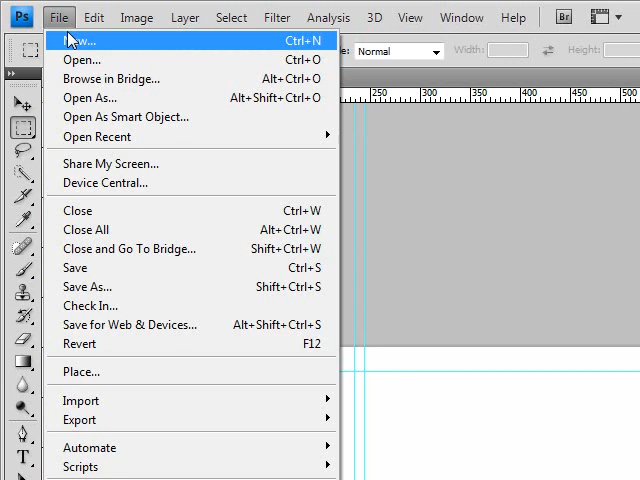 Ps File Edit Image Layer Select Filter Analysis 3D View Window Help Br
Normal Width: Height:
Ctrl+N
Open... Ctrl+O
Browse in Bridge... Alt+Ctrl+O
Open As... Alt+Shift+Ctrl+O
Open As Smart Object...
Open Recent
Share My Screen...
Device Central...
Close Ctrl+W
Close All Alt+Ctrl+W
Close and Go To Bridge... Shift+Ctrl+W
Save Ctrl+S
Save As... Shift+Ctrl+S
Check In...
Save for Web & Devices... Alt+Shift+Ctrl+S
Revert F12
Place...
Import
Export
Automate
Scripts
250 300 350 400 450 500